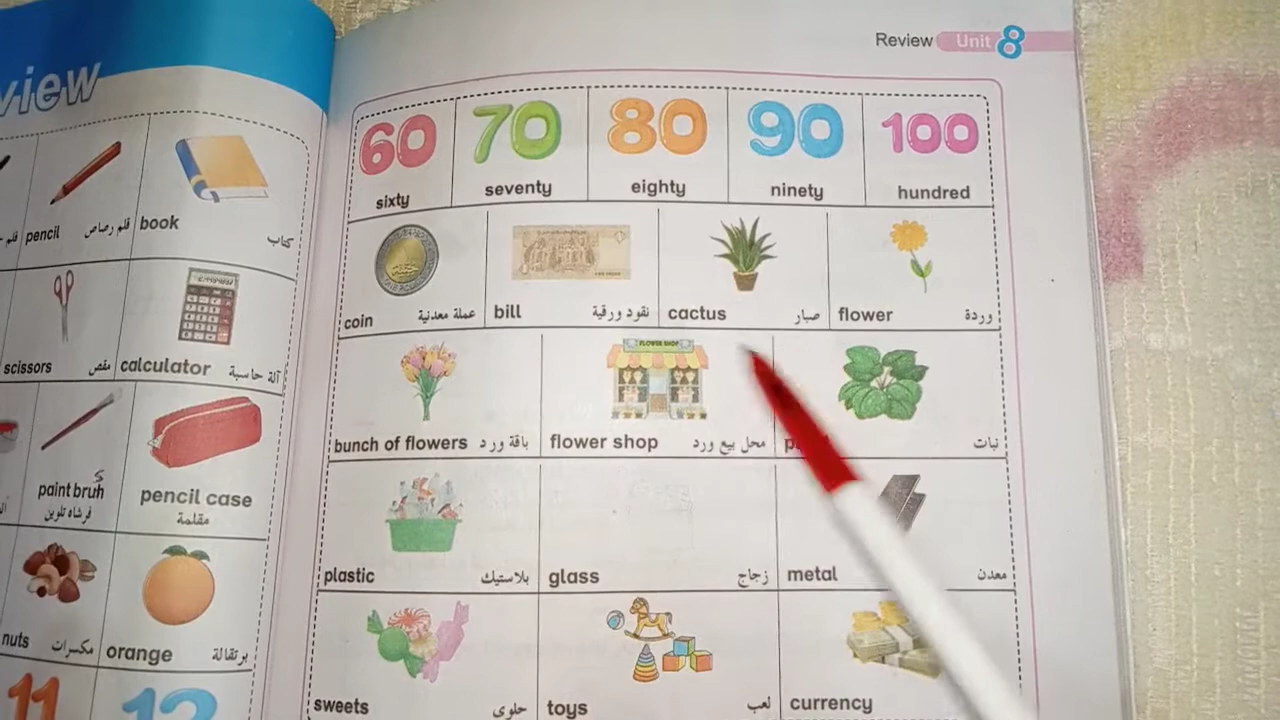 view
pencil قلم رصاص
book كتاب
scissors مقص
calculator آلة حاسبة
paint bruh
s
فرشاه تلوين
pencil case
مقلمة
nuts مكسرات
orange برتقالة
11 12
Review Unit 8
60 70 80 90 100
sixty seventy eighty ninety hundred
coin عملة معدنية
bill نقود ورقية
cactus صبار
flower وردة
FLOWER SHOP
bunch of flowers باقة ورد
flower shop محل بيع ورد
نبات
plastic بلاستيك
glass زجاج
metal معدن
sweets حلوى
toys لعب
currency